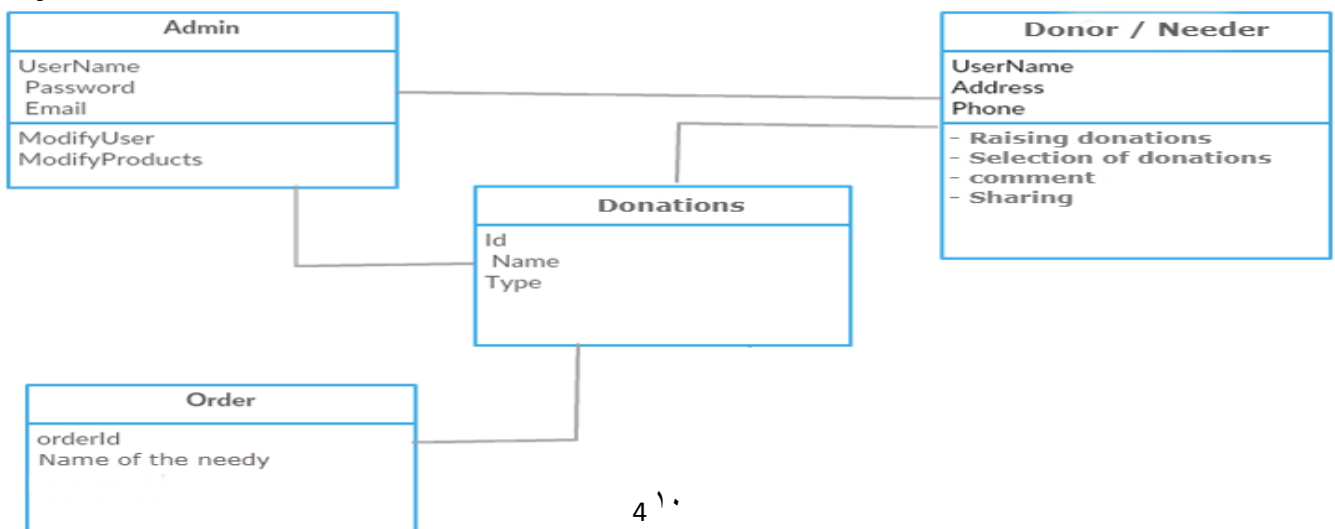 Admin
UserName
Password
Email
ModifyUser
ModifyProducts
Donor / Needer
UserName
Address
Phone
- Raising donations
- Selection of donations
- comment
- Sharing
Donations
Id
Name
Type
Order
orderId
Name of the needy
4 ١٠